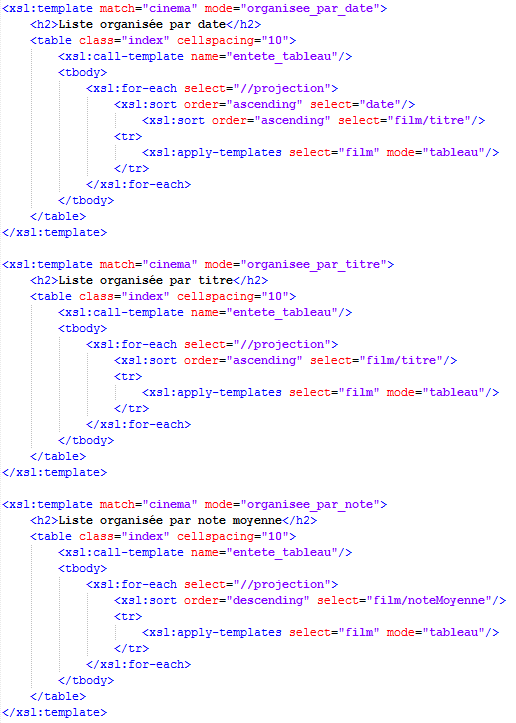 <xsl:template match="cinema" mode="organisee_par_date">
    <h2>Liste organisée par date</h2>
    <table class="index" cellspacing="10">
        <xsl:call-template name="entete_tableau"/>
        <tbody>
            <xsl:for-each select="//projection">
                <xsl:sort order="ascending" select="date"/>
                    <xsl:sort order="ascending" select="film/titre"/>
                <tr>
                    <xsl:apply-templates select="film" mode="tableau"/>
                </tr>
            </xsl:for-each>
        </tbody>
    </table>
</xsl:template>

<xsl:template match="cinema" mode="organisee_par_titre">
    <h2>Liste organisée par titre</h2>
    <table class="index" cellspacing="10">
        <xsl:call-template name="entete_tableau"/>
        <tbody>
            <xsl:for-each select="//projection">
                <xsl:sort order="ascending" select="film/titre"/>
                <tr>
                    <xsl:apply-templates select="film" mode="tableau"/>
                </tr>
            </xsl:for-each>
        </tbody>
    </table>
</xsl:template>

<xsl:template match="cinema" mode="organisee_par_note">
    <h2>Liste organisée par note moyenne</h2>
    <table class="index" cellspacing="10">
        <xsl:call-template name="entete_tableau"/>
        <tbody>
            <xsl:for-each select="//projection">
                <xsl:sort order="descending" select="film/noteMoyenne"/>
                <tr>
                    <xsl:apply-templates select="film" mode="tableau"/>
                </tr>
            </xsl:for-each>
        </tbody>
    </table>
</xsl:template>